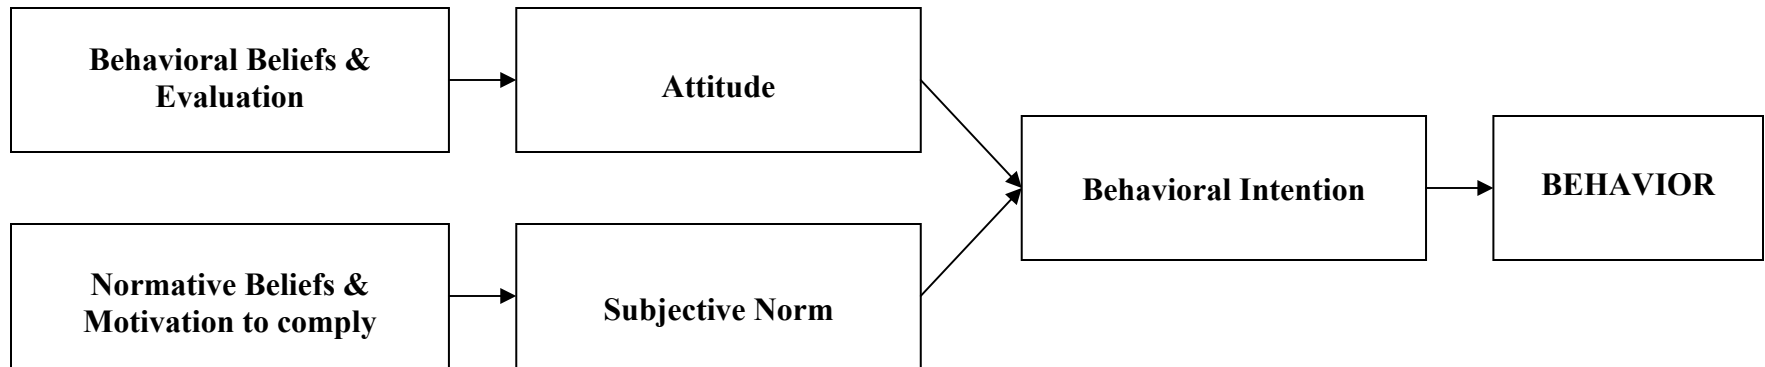 Behavioral Beliefs &
Evaluation
Attitude
Normative Beliefs &
Motivation to comply
Subjective Norm
Behavioral Intention
BEHAVIOR